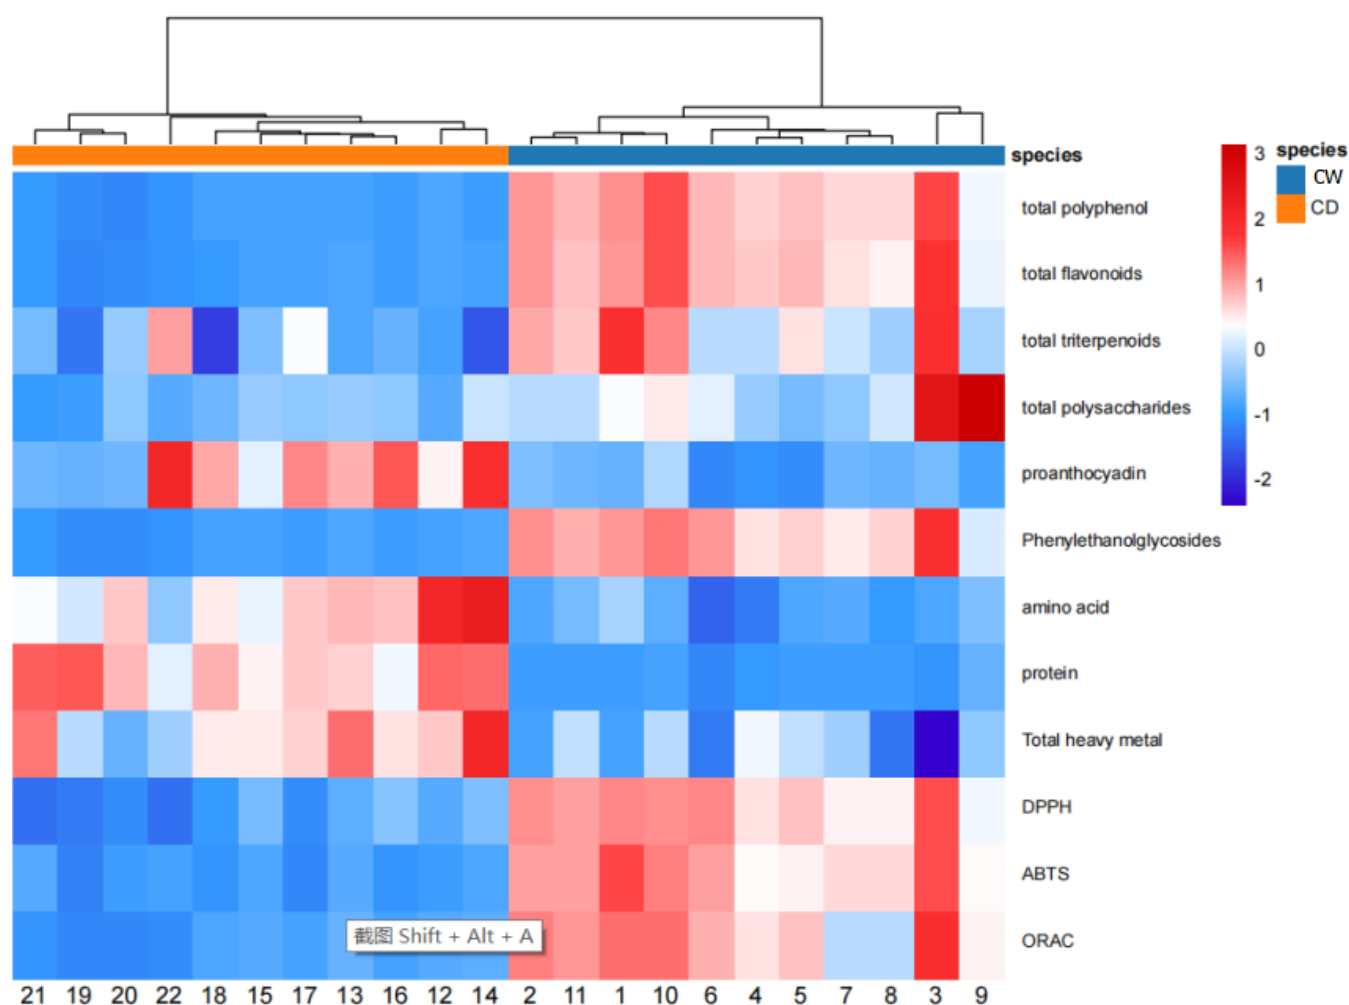 species
total polyphenol
total flavonoids
total triterpenoids
total polysaccharides
proanthocyadin
Phenylethanolglycosides
amino acid
protein
Total heavy metal
DPPH
ABTS
ORAC
3
2
1
0
-1
-2
species
CW
CD
截图 Shift + Alt + A
21 19 20 22 18 15 17 13 16 12 14 2 11 1 10 6 4 5 7 8 3 9